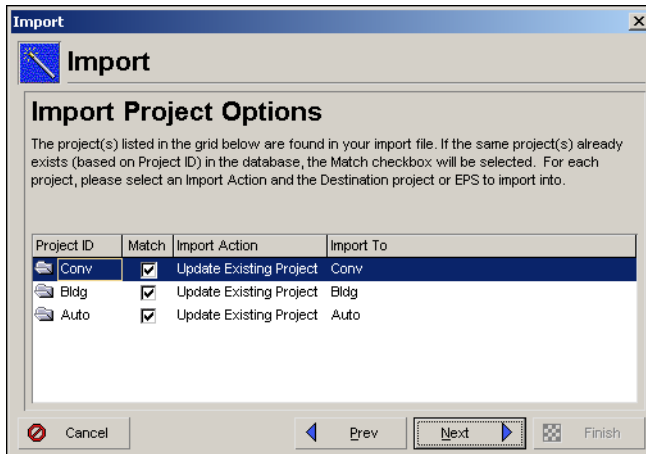 Import
Import
Import Project Options
The project(s) listed in the grid below are found in your import file. If the same project(s) already
exists (based on Project ID) in the database, the Match checkbox will be selected.  For each
project, please select an Import Action and the Destination project or EPS to import into.
Project ID Match Import Action Import To
Conv Update Existing Project Conv
Bldg Update Existing Project Bldg
Auto Update Existing Project Auto
Cancel Prev Next Finish